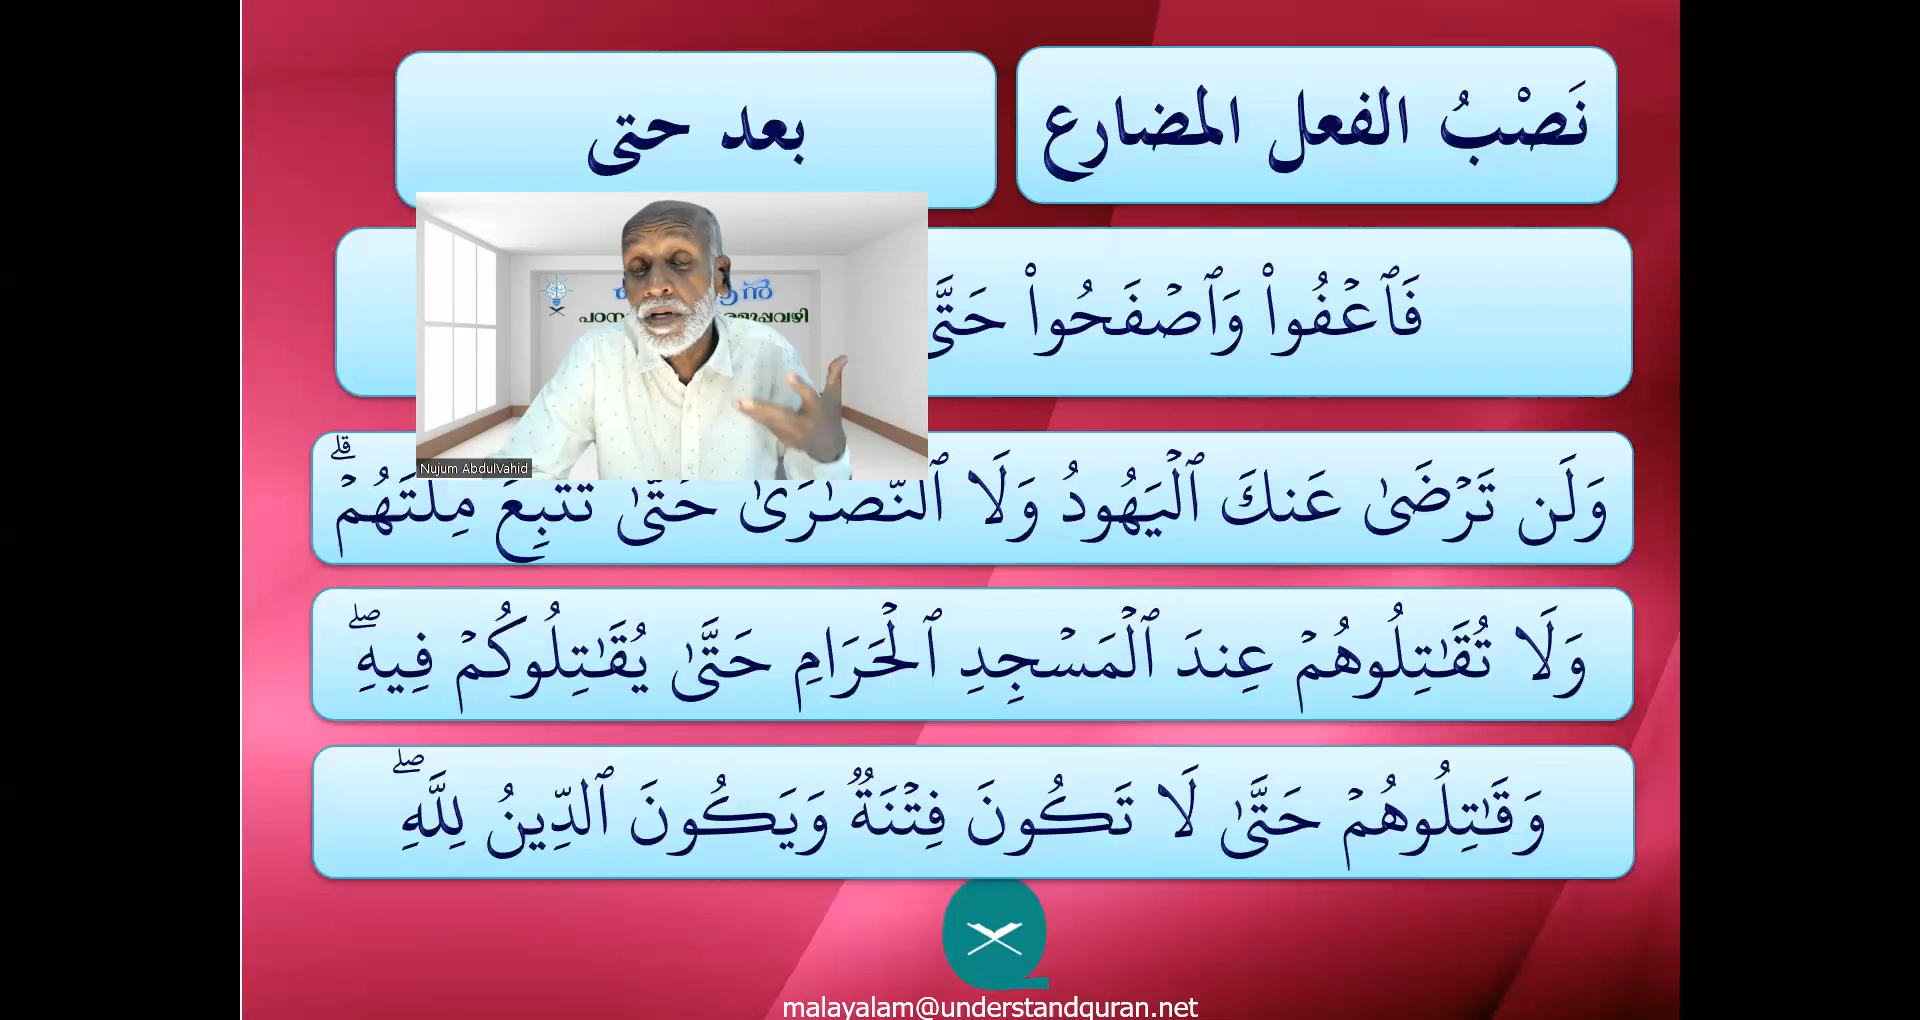 نَصْبُ الفعل المضارع
بعد حتى
فَٱعۡفُواْ وَٱصۡفَحُواْ حَتَّىٰ
وَلَن تَرۡضَىٰ عَنكَ ٱلۡيَهُودُ وَلَا ٱلنَّصَٰرَىٰ حَتَّىٰ تَتَّبِعَ مِلَّتَهُمۡۗ
وَلَا تُقَٰتِلُوهُمۡ عِندَ ٱلۡمَسۡجِدِ ٱلۡحَرَامِ حَتَّىٰ يُقَٰتِلُوكُمۡ فِيهِۖ
وَقَٰتِلُوهُمۡ حَتَّىٰ لَا تَكُونَ فِتۡنَةٞ وَيَكُونَ ٱلدِّينُ لِلَّهِۖ
Nujum AbdulVahid
malayalam@understandquran.net